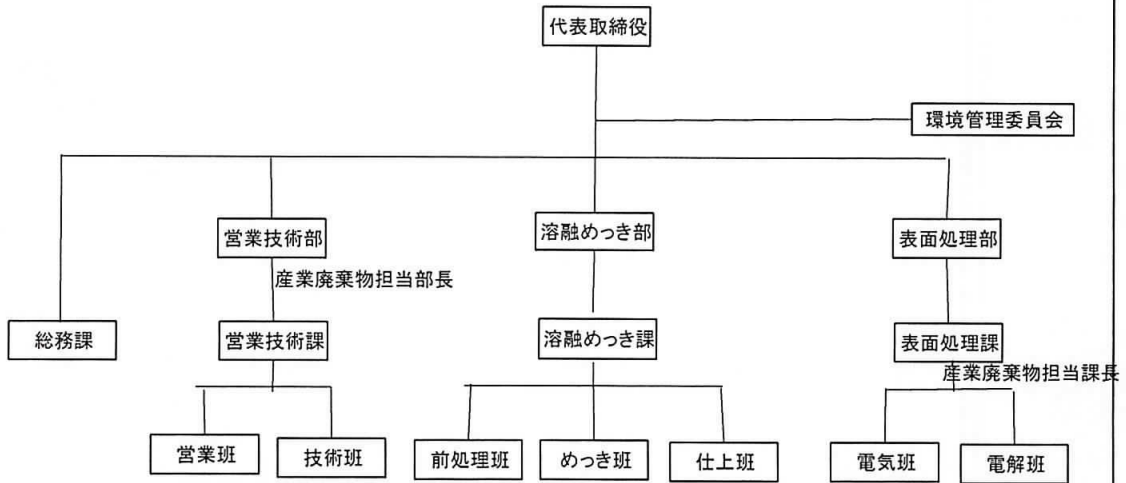 代表取締役
環境管理委員会
営業技術部
溶融めっき部
表面処理部
産業廃棄物担当部長
総務課
営業技術課
溶融めっき課
表面処理課
産業廃棄物担当課長
営業班
技術班
前処理班
めっき班
仕上班
電気班
電解班